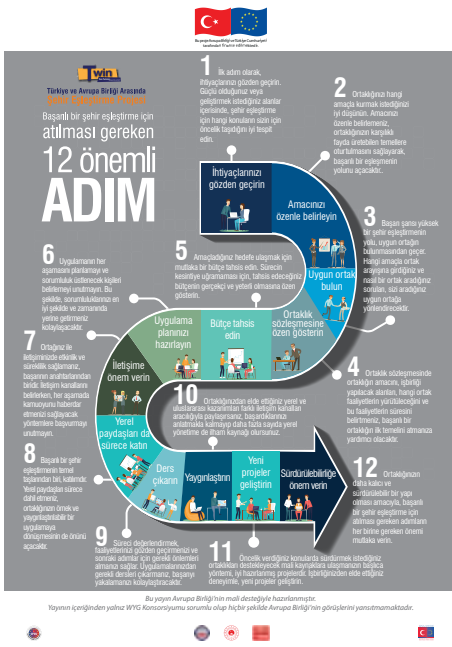 Bu proje Avrupa Birliği ve Türkiye Cumhuriyeti
tarafından finanse edilmektedir.
Twin
Türkiye ve Avrupa Birliği Arasında
Şehir Eşleştirme Projesi
Başarılı bir şehir eşleştirme için
atılması gereken
12 önemli
ADIM
1 İlk adım olarak,
ihtiyaçlarınızı gözden geçirin.
Güçlü olduğunuz veya
geliştirmek istediğiniz alanlar
içerisinde, şehir eşleştirme
için hangi konuların sizin için
öncelik taşıdığını iyi tespit
edin.
2 Ortaklığınızı hangi
amaçla kurmak istediğinizi
iyi düşünün. Amacınızı
özenle belirlemeniz,
ortaklığınızın karşılıklı
fayda üretebilen temellere
oturtulmasını sağlayarak,
başarılı bir eşleşmenin
yolunu açacaktır.
İhtiyaçlarınızı
gözden geçirin
Amacınızı
özenle belirleyin
3 Başarı şansı yüksek
bir şehir eşleştirmenin
yolu, uygun ortağın
bulunmasından geçer.
Hangi amaçla ortak
arayışına girdiğiniz ve
nasıl bir ortak aradığınız
soruları, sizi aradığınız
uygun ortağa
yönlendirecektir.
Uygun ortak
bulun
Ortaklık
sözleşmesine
özen gösterin
4 Ortaklık sözleşmesinde
ortaklığın amacını, işbirliği
yapılacak alanları, hangi ortak
faaliyetlerin yürütüleceğini ve
bu faaliyetlerin süresini
belirtmeniz, başarılı bir
ortaklığın ilk temelini atmanıza
yardımcı olacaktır.
5 Amaçladığınız hedefe ulaşmak için
mutlaka bir bütçe tahsis edin. Sürecin
kesintiye uğramaması için, tahsis edeceğiniz
bütçenin gerçekçi ve yeterli olmasına özen
gösterin.
Bütçe tahsis
edin
6 Uygulamanın her
aşamasını planlamayı ve
sorumluluk üstlenecek kişileri
belirlemeyi unutmayın. Bu
şekilde, sorumluluklarınızı en
iyi şekilde ve zamanında
yerine getirmeniz
kolaylaşacaktır.
Uygulama
planınızı
hazırlayın
7 Ortağınız ile
iletişiminizde etkinlik ve
süreklilik sağlamanız,
başarının anahtarlarından
biridir. İletişim kanallarını
belirlerken, her aşamada
kamuoyunu haberdar
etmenizi sağlayacak
yöntemlere başvurmayı
unutmayın.
İletişime
önem verin
8 Başarılı bir şehir
eşleştirmenin temel
taşlarından biri, katılımdır.
Yerel paydaşları sürece
dahil etmeniz,
ortaklığınızın örnek ve
yaygınlaştırılabilir bir
uygulamaya
dönüşmesinin de önünü
açacaktır.
Yerel
paydaşları da
sürece katın
9 Süreci değerlendirmek,
faaliyetlerinizi gözden geçirmenizi ve
sonraki adımlar için gerekli önlemleri
almanızı sağlar. Uygulamalarınızdan
gerekli dersleri çıkarmanız, başarıyı
yakalamanızı kolaylaştıracaktır.
Ders
çıkarın
10 Ortaklığınızdan elde ettiğiniz yerel ve
uluslararası kazanımları farklı iletişim kanalları
aracılığıyla paylaşırsanız, başardıklarınızı
anlatmakla kalmayıp daha fazla sayıda yerel
yönetime de ilham kaynağı olursunuz.
Yaygınlaştırın
11 Öncelik verdiğiniz konularda sürdürmek istediğiniz
ortaklıkları destekleyecek mali kaynaklara ulaşmanızın başlıca
yöntemi, iyi hazırlanmış projelerdir. İşbirliğinizden elde ettiğiniz
deneyimle, yeni projeler geliştirin.
Yeni
projeler
geliştirin
12 Ortaklığınızın
daha kalıcı ve
sürdürülebilir bir yapı
olması amacıyla, başarılı
bir şehir eşleştirme için
atılması gereken adımların
her birine gereken önemi
mutlaka verin.
Sürdürülebilirliğe
önem verin
Bu yayın Avrupa Birliği'nin mali desteğiyle hazırlanmıştır.
Yayının içeriğinden yalnız WYG Konsorsiyumu sorumlu olup hiçbir şekilde Avrupa Birliği'nin görüşlerini yansıtmamaktadır.